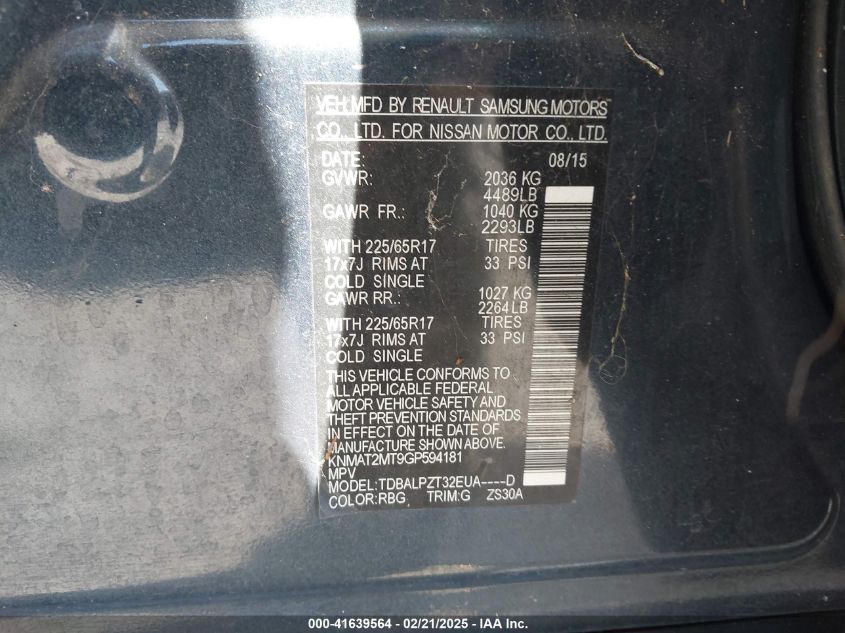 VEH. MFD BY RENAULT SAMSUNG MOTORS
CO., LTD. FOR NISSAN MOTOR CO., LTD.
DATE: 08/15
GVWR: 2036 KG
4489LB
GAWR FR.: 1040 KG
2293LB
WITH 225/65R17 TIRES
17x7J RIMS AT 33 PSI
COLD SINGLE
GAWR RR.: 1027 KG
2264LB
WITH 225/65R17 TIRES
17x7J RIMS AT 33 PSI
COLD SINGLE
THIS VEHICLE CONFORMS TO
ALL APPLICABLE FEDERAL
MOTOR VEHICLE SAFETY AND
THEFT PREVENTION STANDARDS
IN EFFECT ON THE DATE OF
MANUFACTURE SHOWN ABOVE.
KNMAT2MT9GP594181
MPV
MODEL:TDBALPZT32EUA----D
COLOR:RBG TRIM:G ZS30A
000-41639564 - 02/21/2025 - IAA Inc.